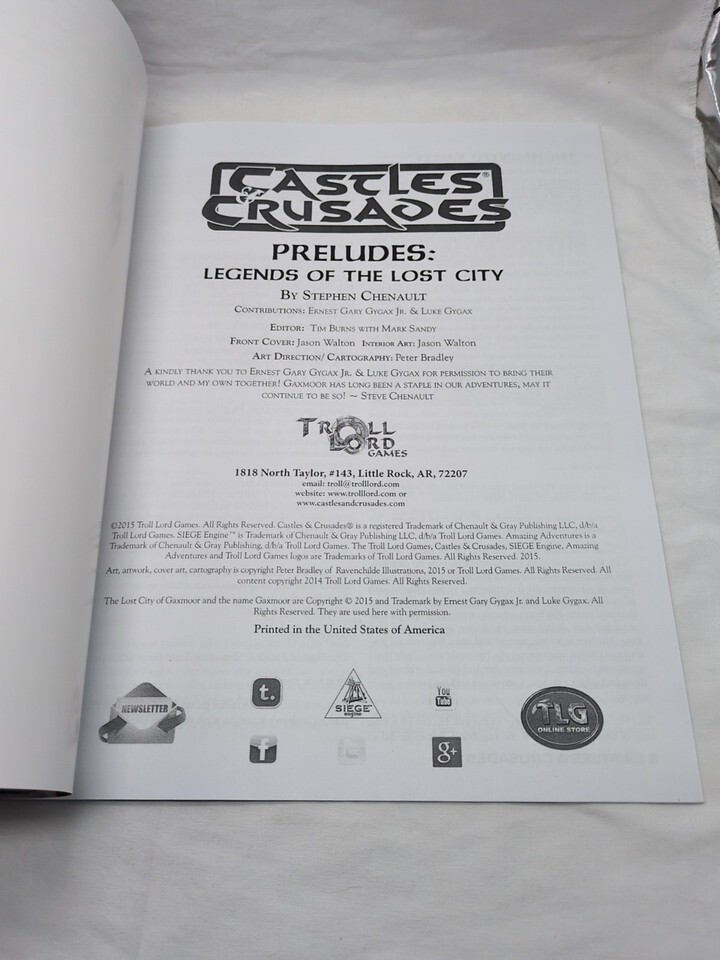 CASTLES®
& CRUSADES
PRELUDES:
LEGENDS OF THE LOST CITY
BY STEPHEN CHENAULT
CONTRIBUTIONS: ERNEST GARY GYGAX JR. & LUKE GYGAX
EDITOR: TIM BURNS WITH MARK SANDY
FRONT COVER: Jason Walton INTERIOR ART: Jason Walton
ART DIRECTION/ CARTOGRAPHY: Peter Bradley
A KINDLY THANK YOU TO ERNEST GARY GYGAX JR. & LUKE GYGAX FOR PERMISSION TO BRING THEIR
WORLD AND MY OWN TOGETHER! GAXMOOR HAS LONG BEEN A STAPLE IN OUR ADVENTURES, MAY IT
CONTINUE TO BE SO! ~ STEVE CHENAULT
TROLL
LORD
GAMES
1818 North Taylor, #143, Little Rock, AR, 72207
email: troll@trolllord.com
website: www.trolllord.com or
www.castlesandcrusades.com
©2015 Troll Lord Games. All Rights Reserved. Castles & Crusades® is a registered Trademark of Chenault & Gray Publishing LLC, d/b/a
Troll Lord Games. SIEGE Engine™ is Trademark of Chenault & Gray Publishing LLC, d/b/a Troll Lord Games. Amazing Adventures is a
Trademark of Chenault & Gray Publishing, d/b/a Troll Lord Games. The Troll Lord Games, Castles & Crusades, SIEGE Engine, Amazing
Adventures and Troll Lord Games logos are Trademarks of Troll Lord Games. All Rights Reserved. 2015.
Art, artwork, cover art, cartography is copyright Peter Bradley of Ravenchilde Illustrations, 2015 or Troll Lord Games. All Rights Reserved. All
content copyright 2014 Troll Lord Games. All Rights Reserved.
The Lost City of Gaxmoor and the name Gaxmoor are Copyright © 2015 and Trademark by Ernest Gary Gygax Jr. and Luke Gygax. All
Rights Reserved. They are used here with permission.
Printed in the United States of America
NEWSLETTER
t.
SIEGE
engine
You
Tube
TLG
ONLINE STORE
f
g+